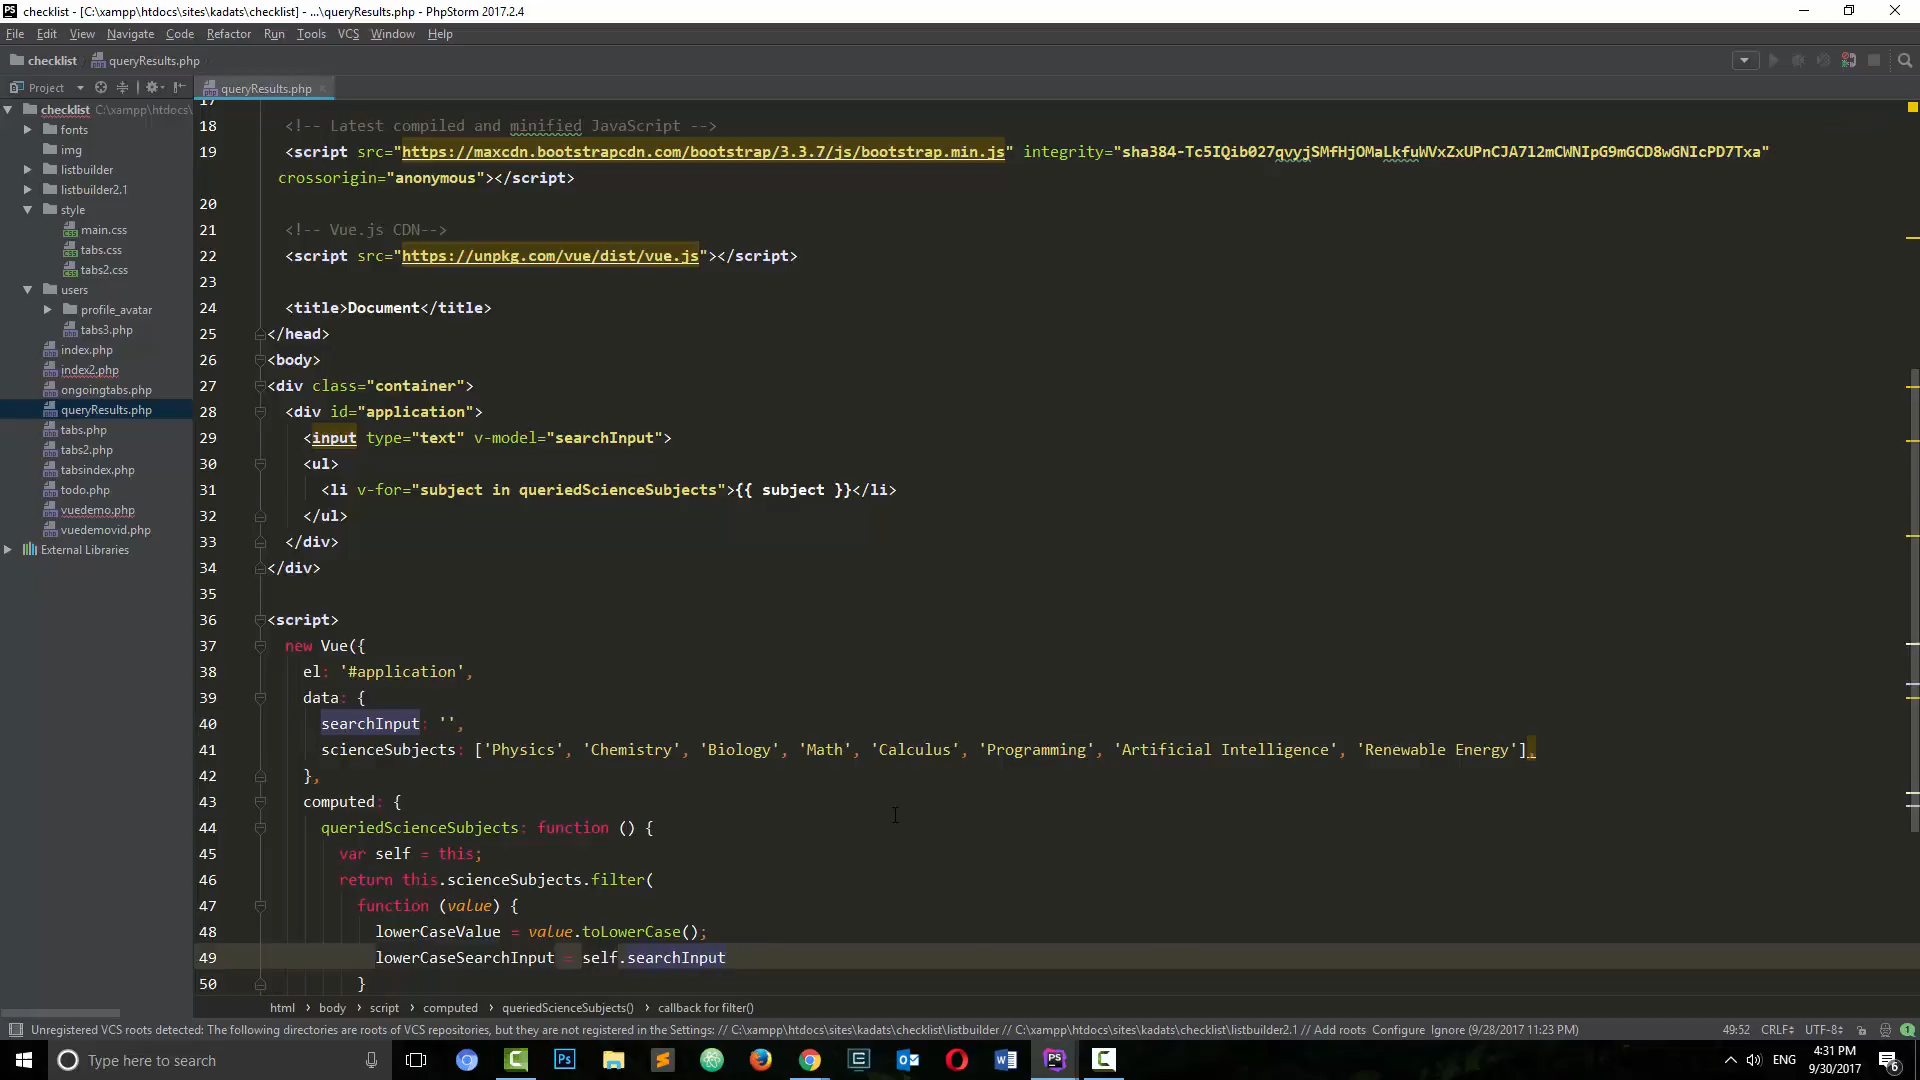 PS checklist - [C:\xampp\htdocs\sites\kadats\checklist] - ...\queryResults.php - PhpStorm 2017.2.4
File Edit View Navigate Code Refactor Run Tools VCS Window Help
checklist queryResults.php
Project queryResults.php
checklist C:\xampp\htdocs\
fonts
img
listbuilder
listbuilder2.1
style
main.css
tabs.css
tabs2.css
users
profile_avatar
tabs3.php
index.php
index2.php
ongoingtabs.php
queryResults.php
tabs.php
tabs2.php
tabsindex.php
todo.php
vuedemo.php
vuedemovid.php
External Libraries
17
18 <!-- Latest compiled and minified JavaScript -->
19 <script src="https://maxcdn.bootstrapcdn.com/bootstrap/3.3.7/js/bootstrap.min.js" integrity="sha384-Tc5IQib027qvyjSMfHjOMaLkfuWVxZxUPnCJA7l2mCWNIpG9mGCD8wGNIcPD7Txa"
crossorigin="anonymous"></script>
20
21 <!-- Vue.js CDN-->
22 <script src="https://unpkg.com/vue/dist/vue.js"></script>
23
24 <title>Document</title>
25 </head>
26 <body>
27 <div class="container">
28 <div id="application">
29 <input type="text" v-model="searchInput">
30 <ul>
31 <li v-for="subject in queriedScienceSubjects">{{ subject }}</li>
32 </ul>
33 </div>
34 </div>
35
36 <script>
37 new Vue({
38 el: '#application',
39 data: {
40 searchInput: '',
41 scienceSubjects: ['Physics', 'Chemistry', 'Biology', 'Math', 'Calculus', 'Programming', 'Artificial Intelligence', 'Renewable Energy'],
42 },
43 computed: {
44 queriedScienceSubjects: function () {
45 var self = this;
46 return this.scienceSubjects.filter(
47 function (value) {
48 lowerCaseValue = value.toLowerCase();
49 lowerCaseSearchInput = self.searchInput
50 }
html › body › script › computed › queriedScienceSubjects() › callback for filter()
Unregistered VCS roots detected: The following directories are roots of VCS repositories, but they are not registered in the Settings: // C:\xampp\htdocs\sites\kadats\checklist\listbuilder // C:\xampp\htdocs\sites\kadats\checklist\listbuilder2.1 // Add roots Configure Ignore (9/28/2017 11:23 PM) 49:52 CRLF÷ UTF-8÷ 1
Type here to search ENG 4:31 PM
9/30/2017 6